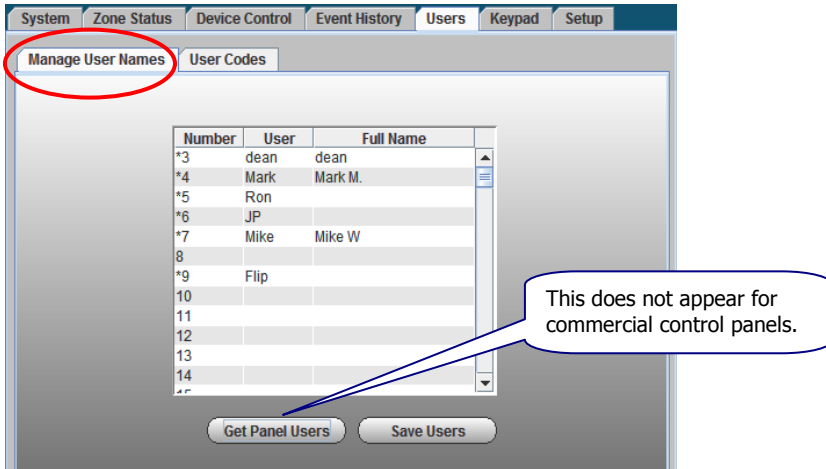 System Zone Status Device Control Event History Users Keypad Setup
Manage User Names User Codes
Number User Full Name
*3 dean dean
*4 Mark Mark M.
*5 Ron
*6 JP
*7 Mike Mike W
8
*9 Flip
10
11
12
13
14
This does not appear for
commercial control panels.
Get Panel Users Save Users